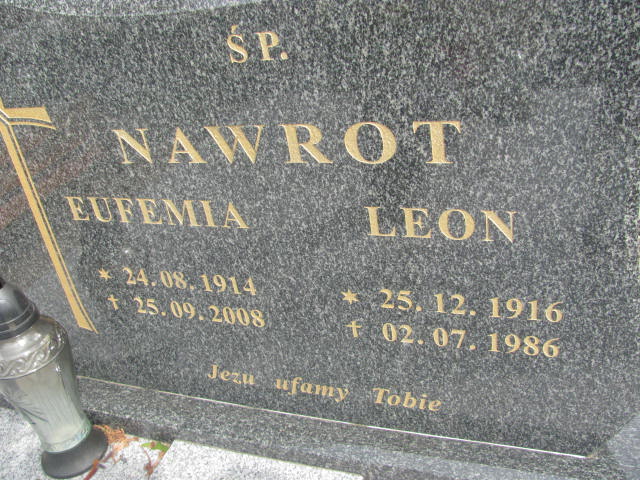 ŚP.
NAWROT
EUFEMIA
* 24.08.1914
† 25.09.2008
LEON
* 25.12.1916
† 02.07.1986
Jezu ufamy Tobie